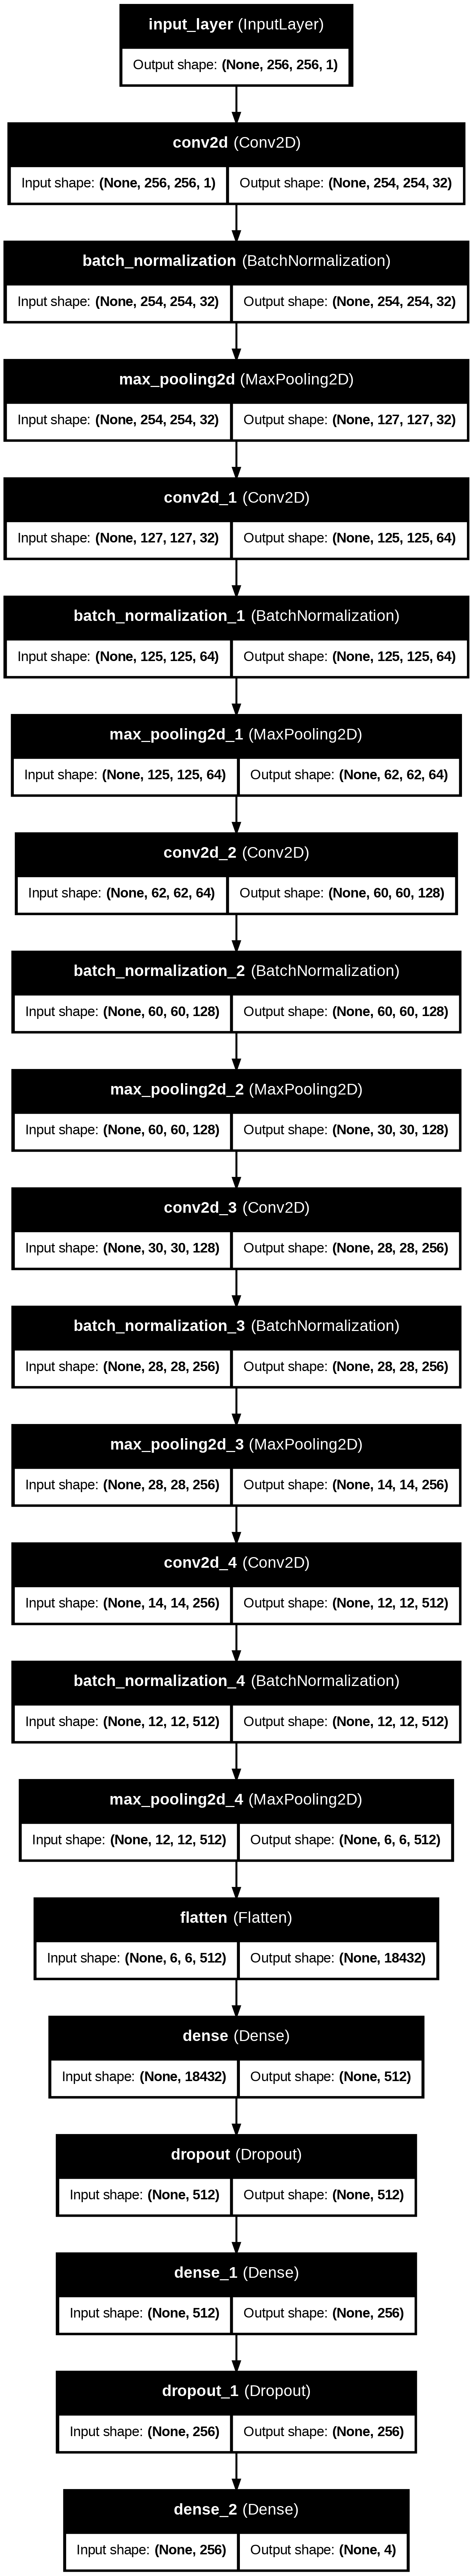 input_layer (InputLayer)
Output shape: (None, 256, 256, 1)
conv2d (Conv2D)
Input shape: (None, 256, 256, 1) Output shape: (None, 254, 254, 32)
batch_normalization (BatchNormalization)
Input shape: (None, 254, 254, 32) Output shape: (None, 254, 254, 32)
max_pooling2d (MaxPooling2D)
Input shape: (None, 254, 254, 32) Output shape: (None, 127, 127, 32)
conv2d_1 (Conv2D)
Input shape: (None, 127, 127, 32) Output shape: (None, 125, 125, 64)
batch_normalization_1 (BatchNormalization)
Input shape: (None, 125, 125, 64) Output shape: (None, 125, 125, 64)
max_pooling2d_1 (MaxPooling2D)
Input shape: (None, 125, 125, 64) Output shape: (None, 62, 62, 64)
conv2d_2 (Conv2D)
Input shape: (None, 62, 62, 64) Output shape: (None, 60, 60, 128)
batch_normalization_2 (BatchNormalization)
Input shape: (None, 60, 60, 128) Output shape: (None, 60, 60, 128)
max_pooling2d_2 (MaxPooling2D)
Input shape: (None, 60, 60, 128) Output shape: (None, 30, 30, 128)
conv2d_3 (Conv2D)
Input shape: (None, 30, 30, 128) Output shape: (None, 28, 28, 256)
batch_normalization_3 (BatchNormalization)
Input shape: (None, 28, 28, 256) Output shape: (None, 28, 28, 256)
max_pooling2d_3 (MaxPooling2D)
Input shape: (None, 28, 28, 256) Output shape: (None, 14, 14, 256)
conv2d_4 (Conv2D)
Input shape: (None, 14, 14, 256) Output shape: (None, 12, 12, 512)
batch_normalization_4 (BatchNormalization)
Input shape: (None, 12, 12, 512) Output shape: (None, 12, 12, 512)
max_pooling2d_4 (MaxPooling2D)
Input shape: (None, 12, 12, 512) Output shape: (None, 6, 6, 512)
flatten (Flatten)
Input shape: (None, 6, 6, 512) Output shape: (None, 18432)
dense (Dense)
Input shape: (None, 18432) Output shape: (None, 512)
dropout (Dropout)
Input shape: (None, 512) Output shape: (None, 512)
dense_1 (Dense)
Input shape: (None, 512) Output shape: (None, 256)
dropout_1 (Dropout)
Input shape: (None, 256) Output shape: (None, 256)
dense_2 (Dense)
Input shape: (None, 256) Output shape: (None, 4)